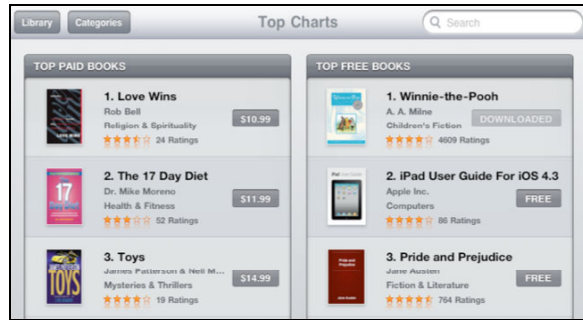 Library
Categories
Top Charts
Search
TOP PAID BOOKS
1. Love Wins
Rob Bell
Religion & Spirituality
24 Ratings
$10.99
2. The 17 Day Diet
Dr. Mike Moreno
Health & Fitness
52 Ratings
$11.99
17
3. Toys
James Patterson & Neil M...
Mysteries & Thrillers
19 Ratings
$14.99
TOYS
TOP FREE BOOKS
1. Winnie-the-Pooh
A. A. Milne
Children's Fiction
4609 Ratings
DOWNLOADED
2. iPad User Guide For iOS 4.3
Apple Inc.
Computers
86 Ratings
FREE
3. Pride and Prejudice
Jane Austen
Fiction & Literature
764 Ratings
FREE